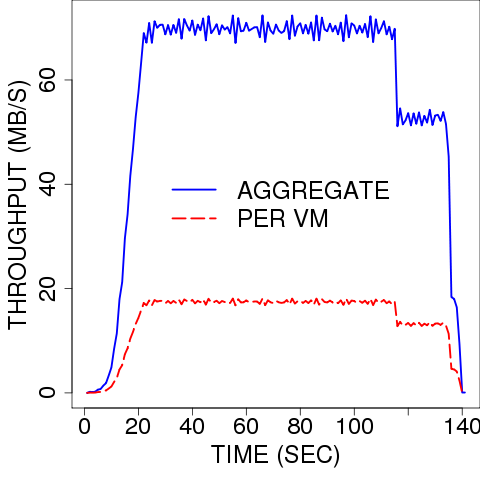 THROUGHPUT (MB/S)
60
40
20
0
AGGREGATE
PER VM
0 20 40 60 80 100 140
TIME (SEC)